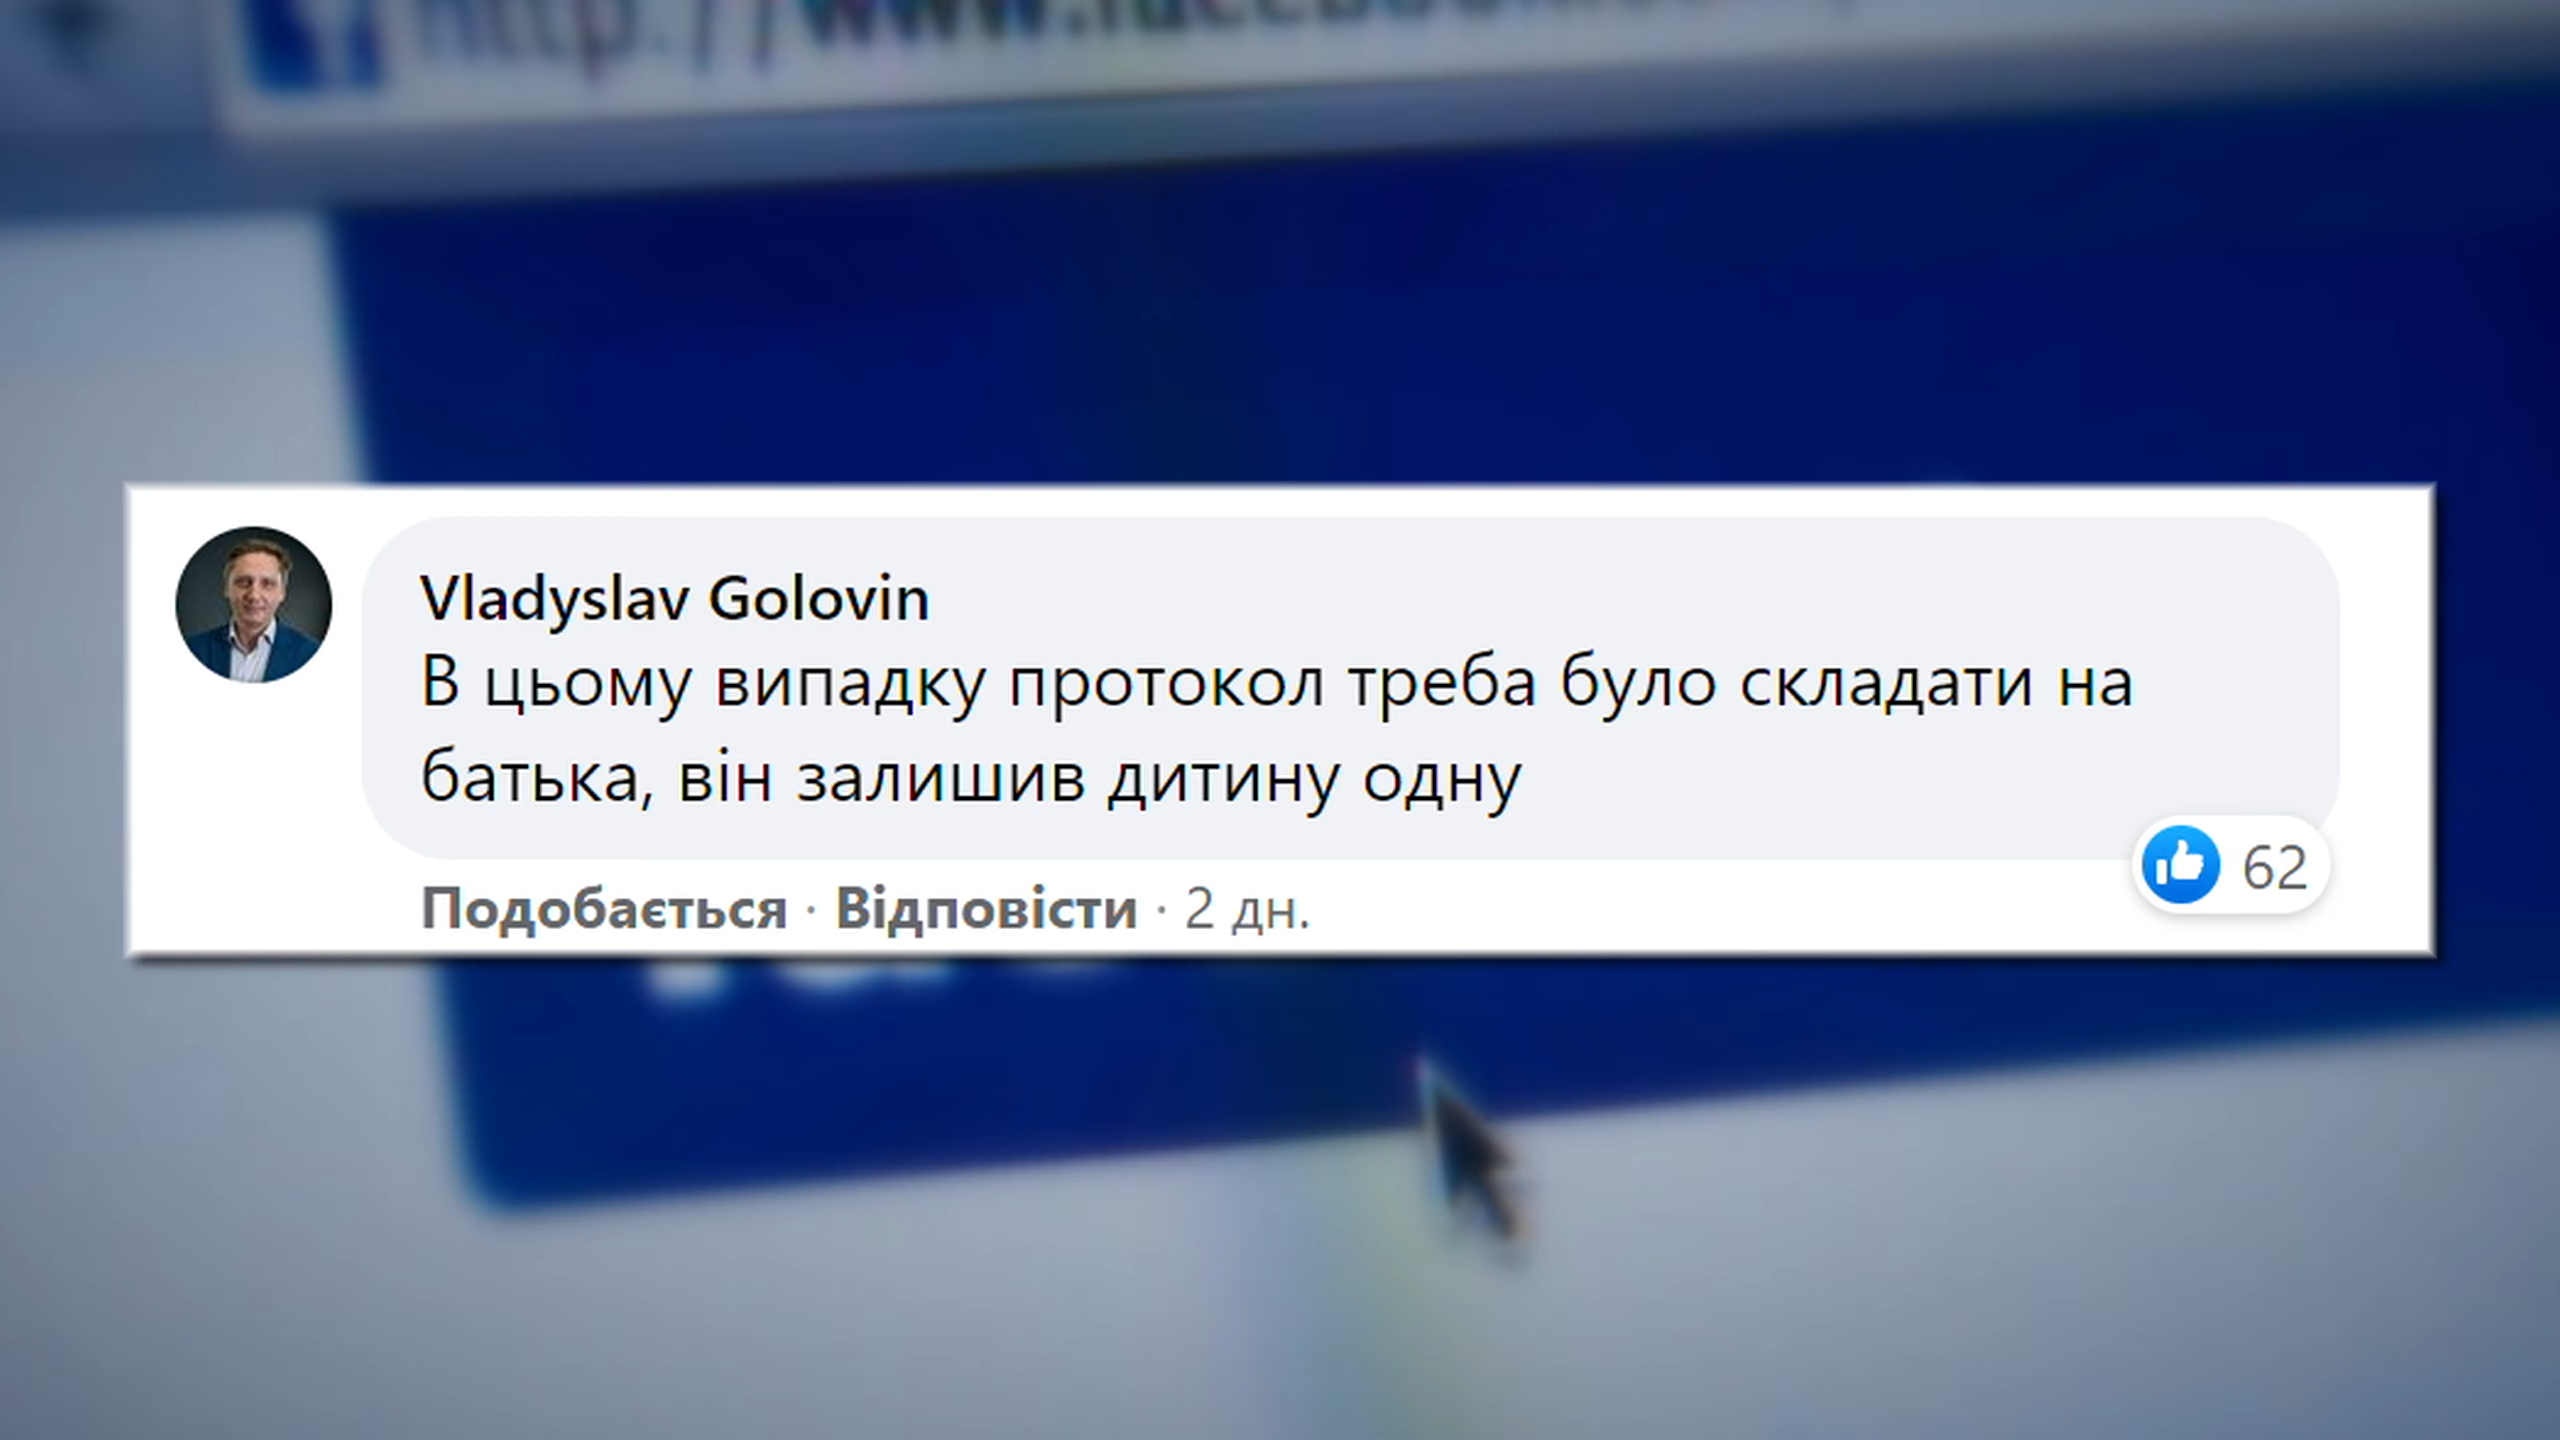 Vladyslav Golovin
В цьому випадку протокол треба було складати на
батька, він залишив дитину одну
62
Подобається · Відповісти · 2 дн.